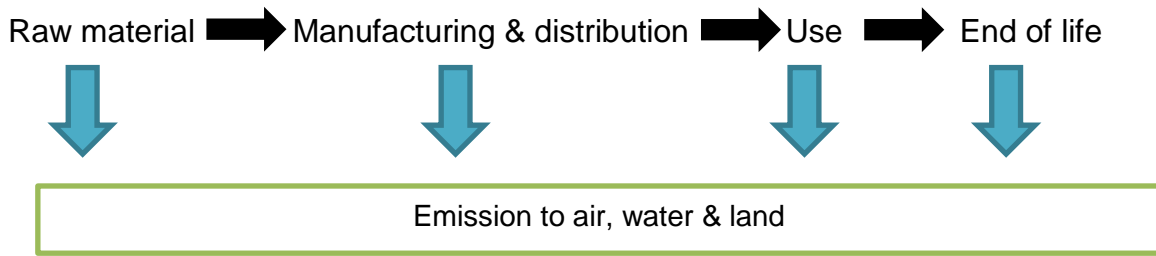 Raw material Manufacturing & distribution Use End of life
Emission to air, water & land